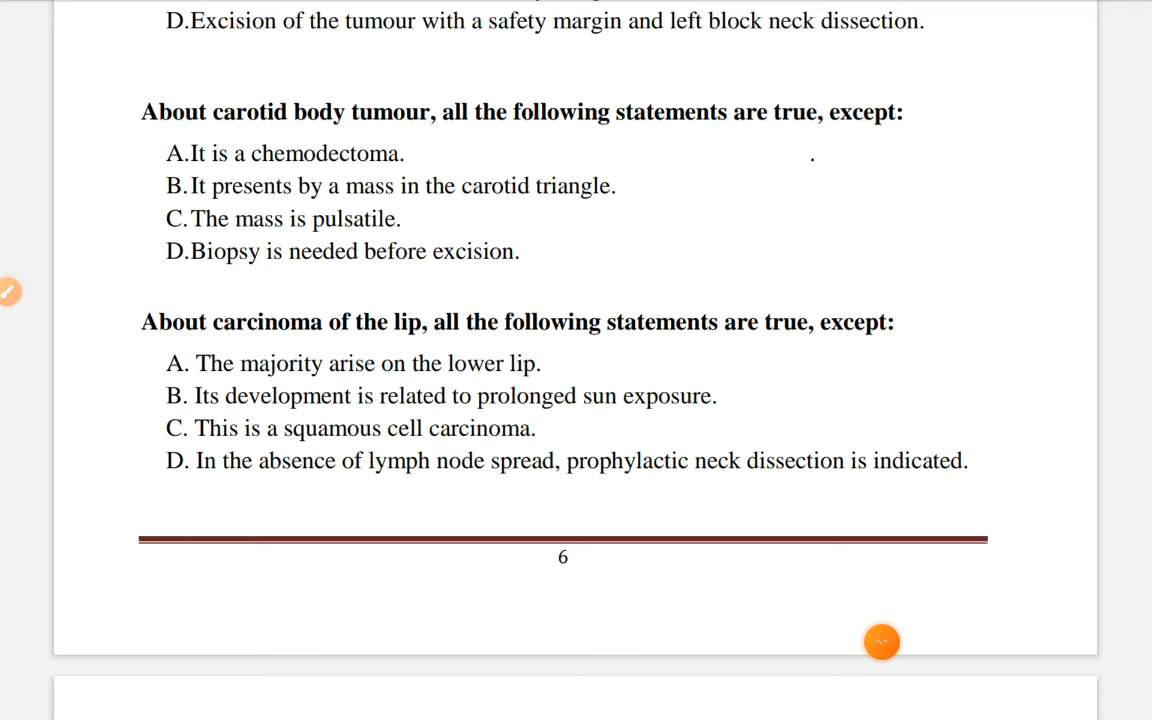 D.Excision of the tumour with a safety margin and left block neck dissection.
About carotid body tumour, all the following statements are true, except:
A.It is a chemodectoma.
B.It presents by a mass in the carotid triangle.
C.The mass is pulsatile.
D.Biopsy is needed before excision.
About carcinoma of the lip, all the following statements are true, except:
A. The majority arise on the lower lip.
B. Its development is related to prolonged sun exposure.
C. This is a squamous cell carcinoma.
D. In the absence of lymph node spread, prophylactic neck dissection is indicated.
6